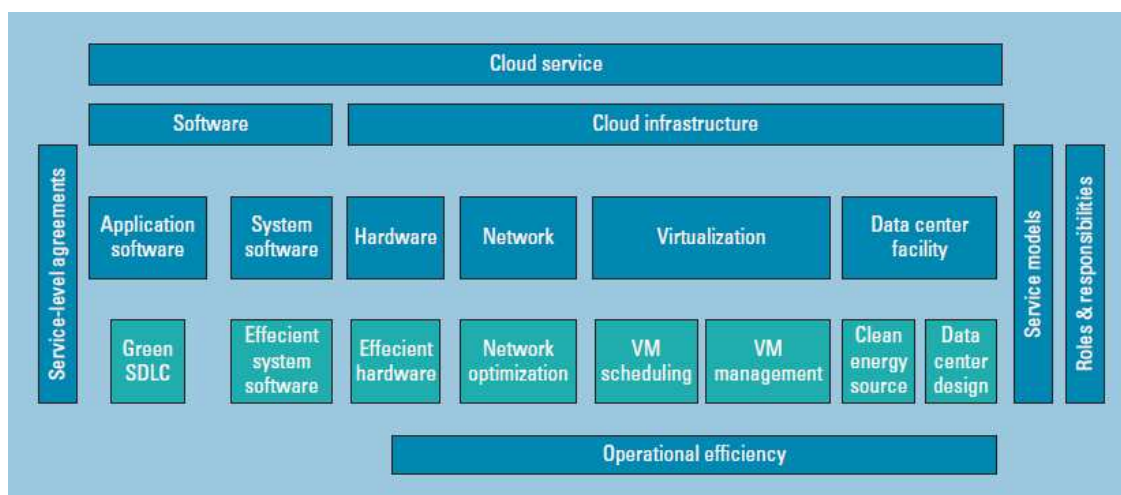 Cloud service
Software
Cloud infrastructure
Service-level agreements
Application
software
System
software
Hardware
Network
Virtualization
Data center
facility
Service models
Roles & responsibilities
Green
SDLC
Effecient
system
software
Effecient
hardware
Network
optimization
VM
scheduling
VM
management
Clean
energy
source
Data
center
design
Operational efficiency